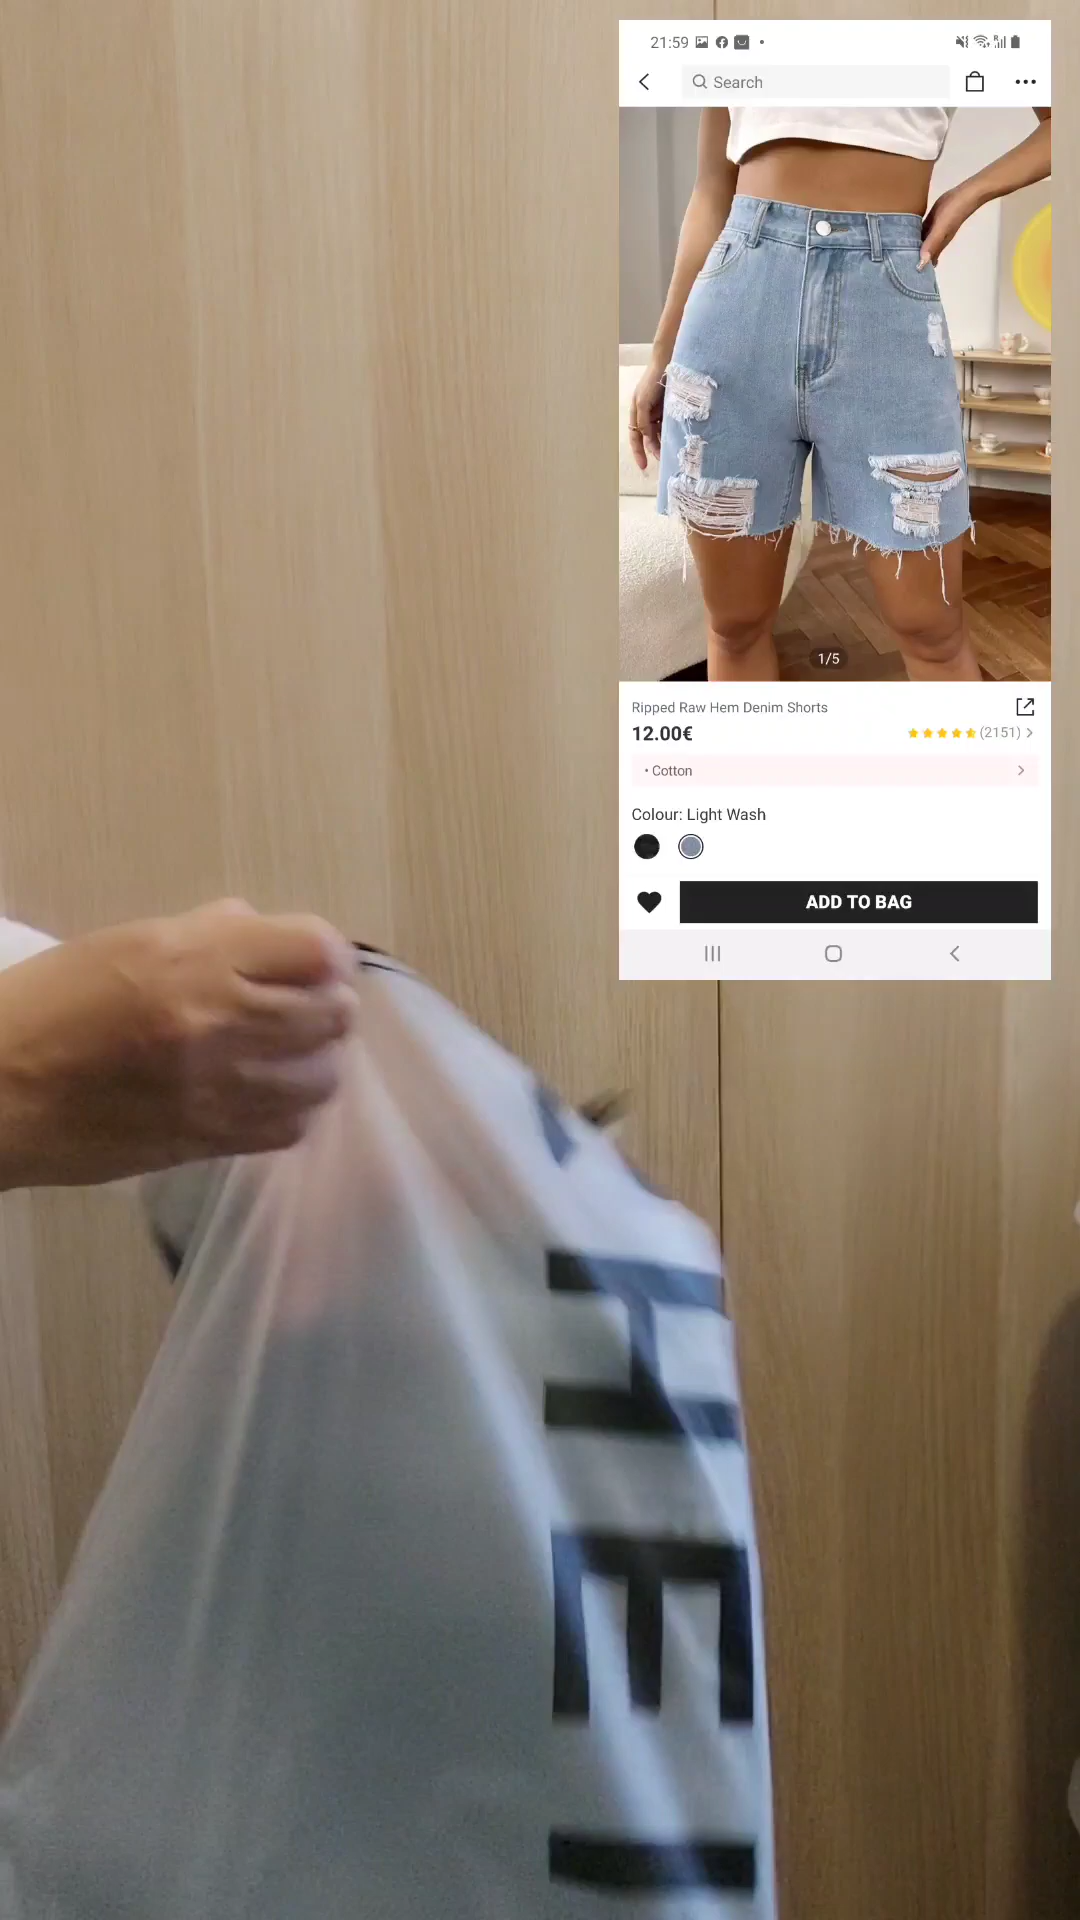 21:59
Search
1/5
Ripped Raw Hem Denim Shorts
12.00€
(2151)
• Cotton
Colour: Light Wash
ADD TO BAG